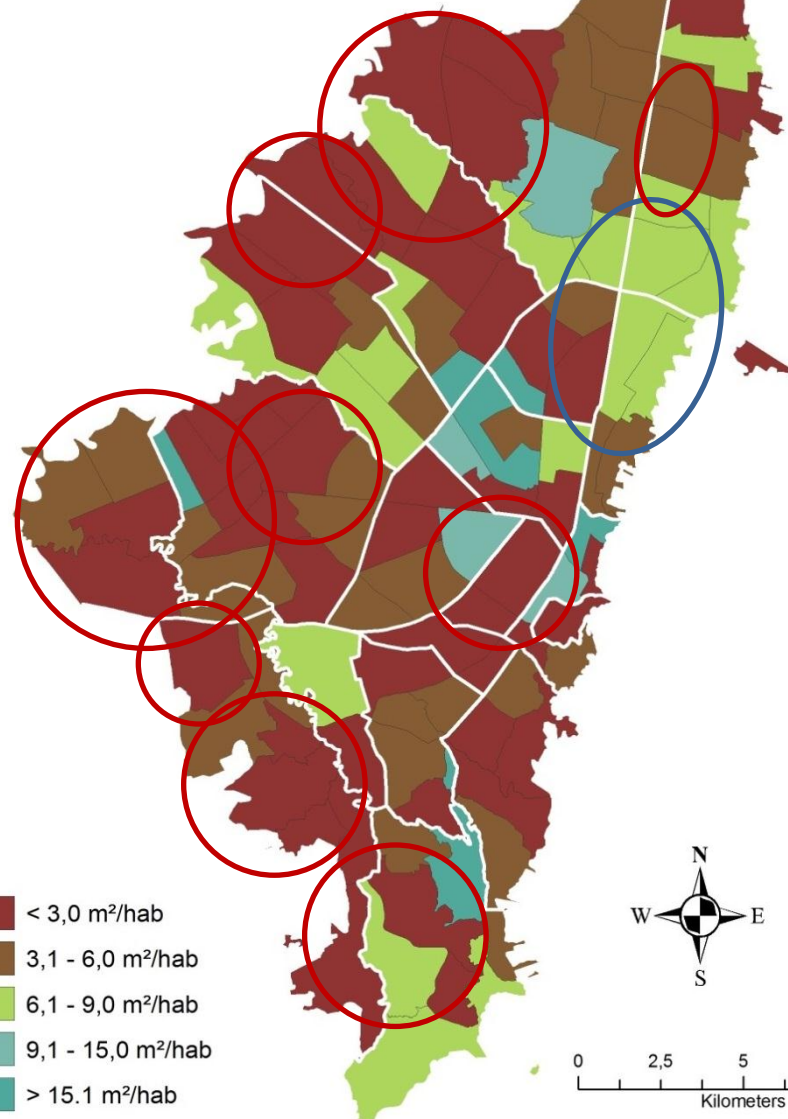 < 3,0 m²/hab
3,1 - 6,0 m²/hab
6,1 - 9,0 m²/hab
9,1 - 15,0 m²/hab
> 15.1 m²/hab
N
W E
S
0 2,5 5
Kilometers